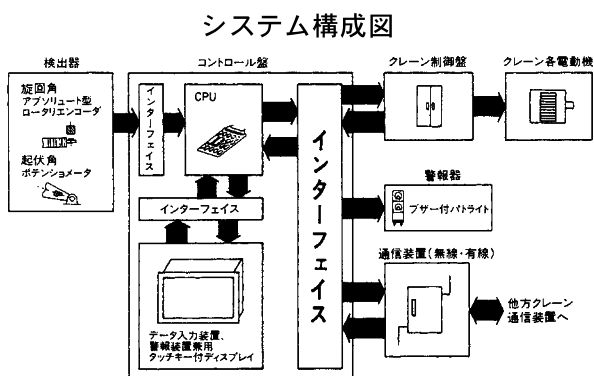 システム構成図
検出器
旋回角
アブソリュート型
ロータリエンコーダ
起伏角
ポテンショメータ
コントロール盤
インターフェイス
CPU
インターフェイス
データ入力装置、
警報装置兼用
タッチキー付ディスプレイ
インターフェイス
クレーン制御盤
クレーン各電動機
警報器
ブザー付パトライト
通信装置(無線・有線)
他方クレーン
通信装置へ